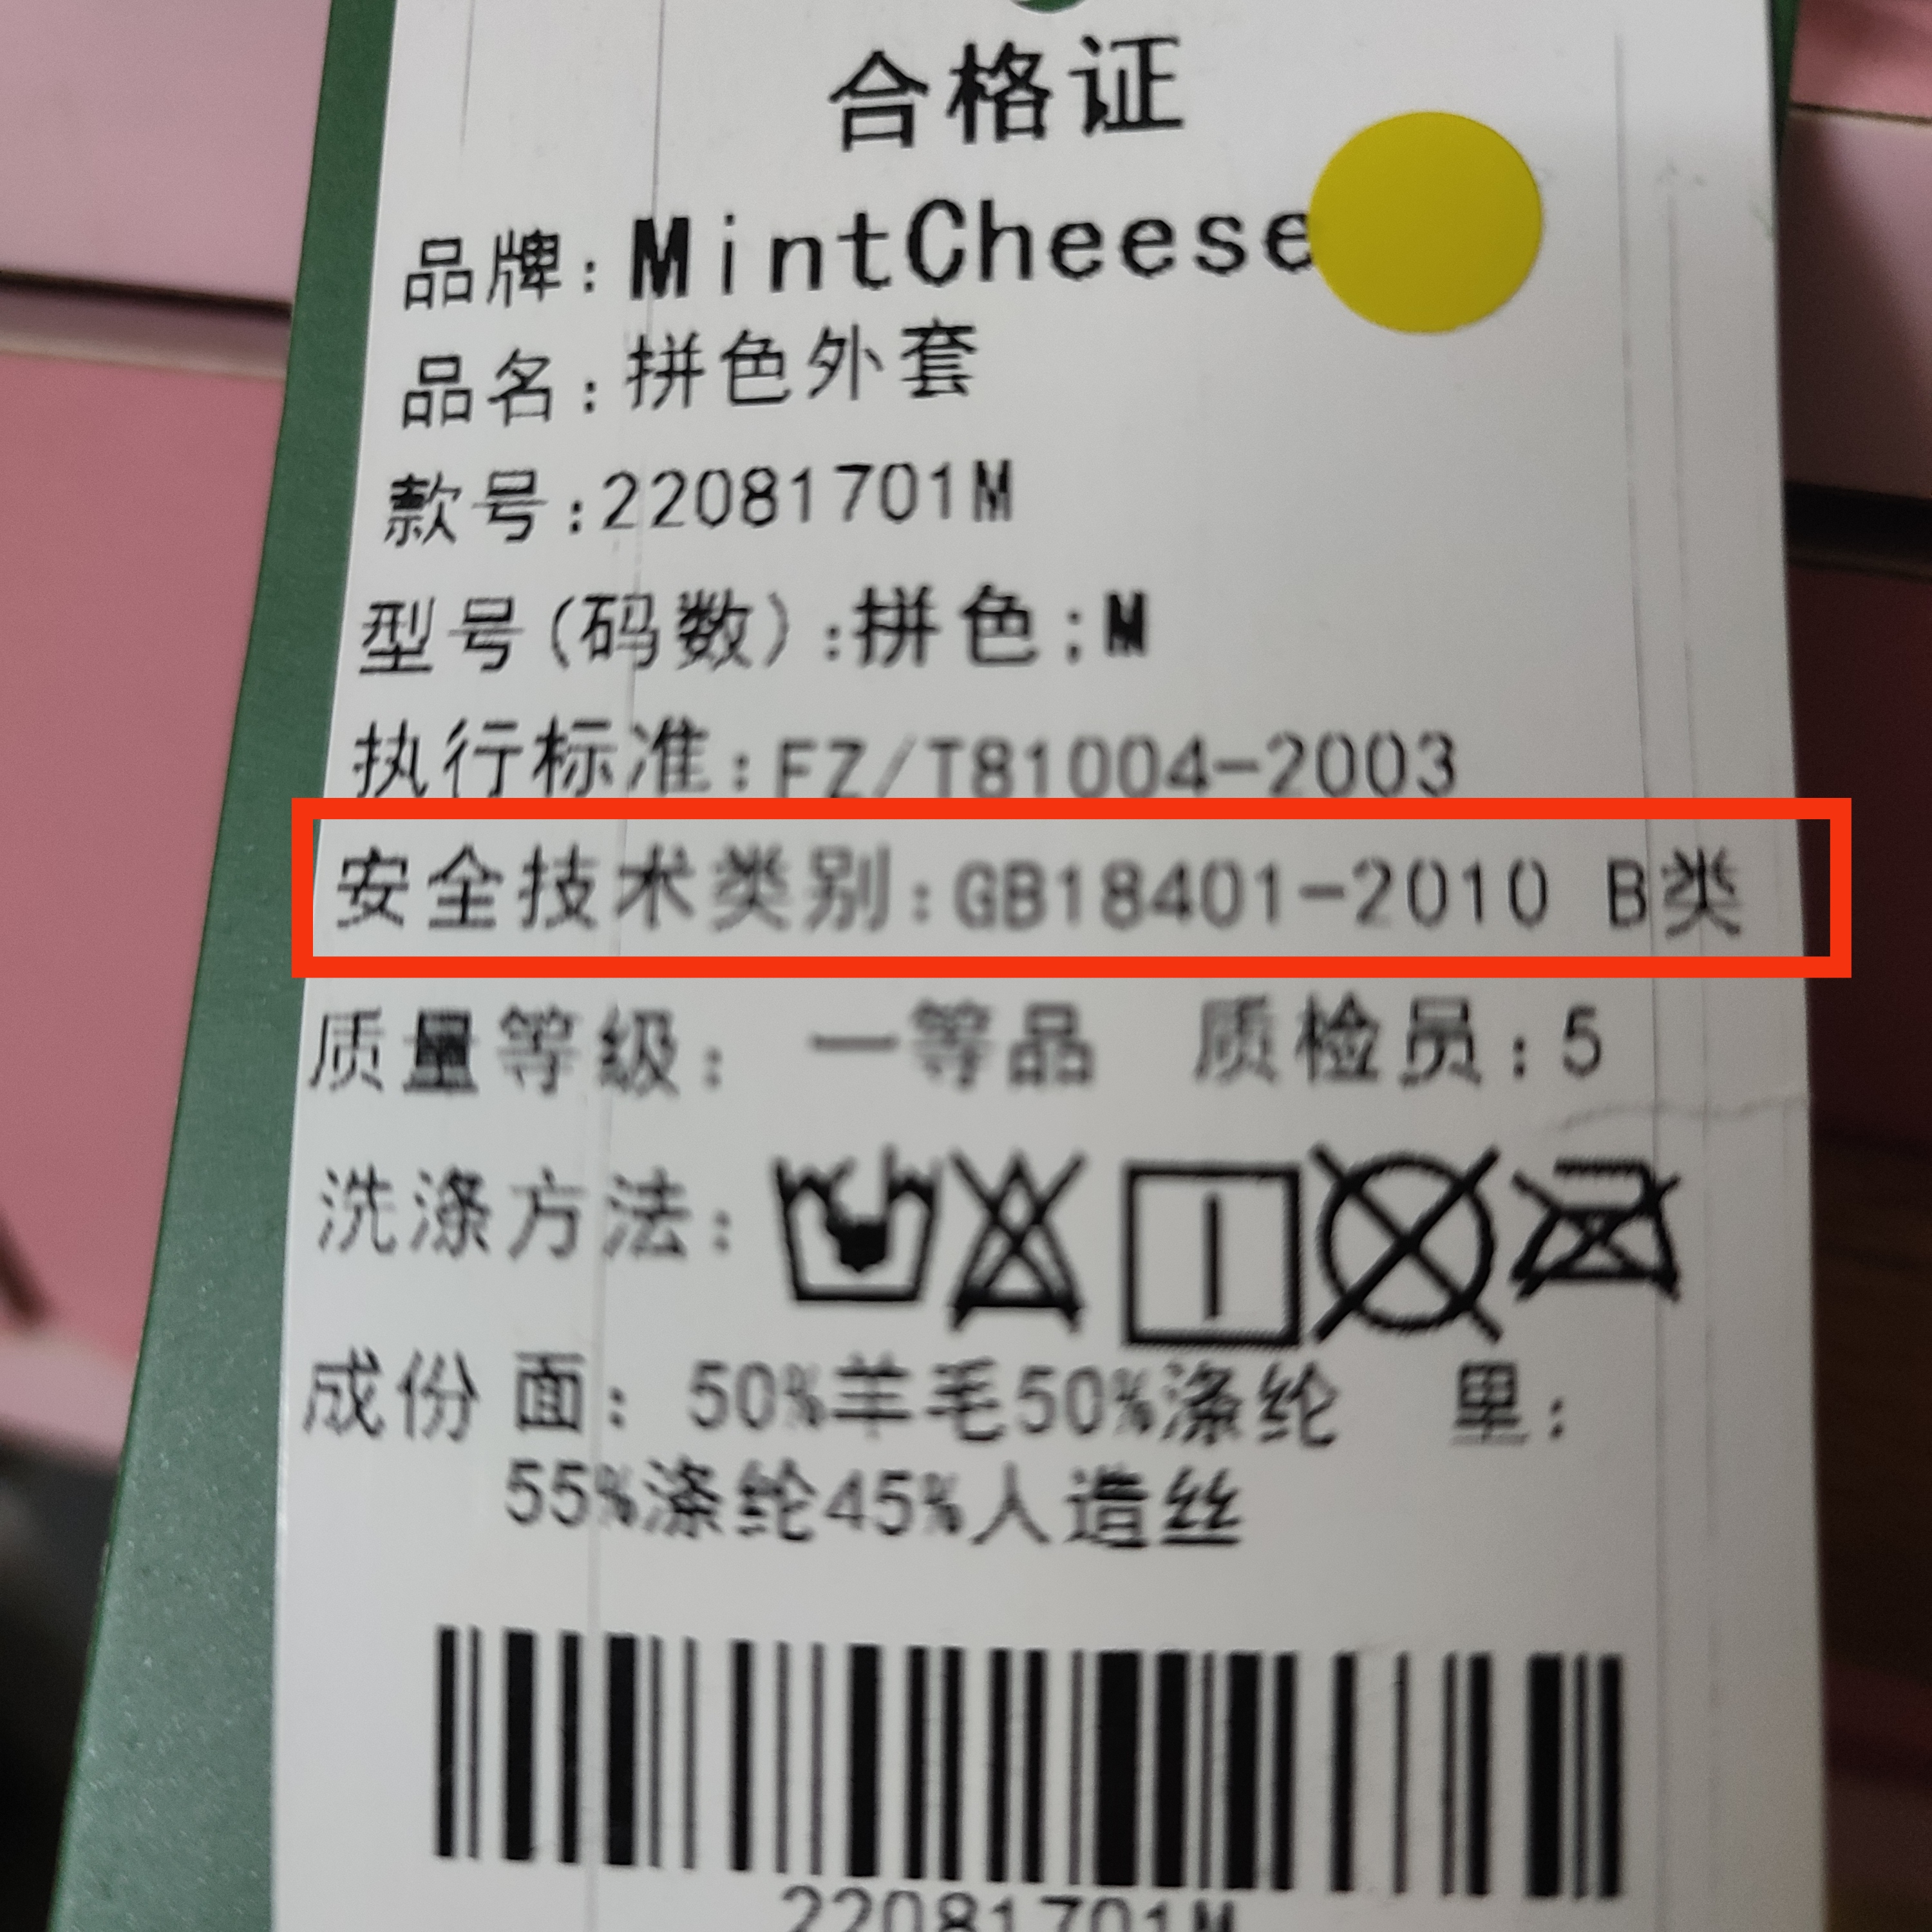 合格证
品牌:MintCheese
品名:拼色外套
款号:22081701M
型号(码数):拼色;M
执行标准:FZ/T81004-2003
安全技术类别:GB18401-2010 B类
质量等级: 一等品 质检员:5
洗涤方法:
成份 面: 50%羊毛50%涤纶 里:
55%涤纶45%人造丝
22081701M